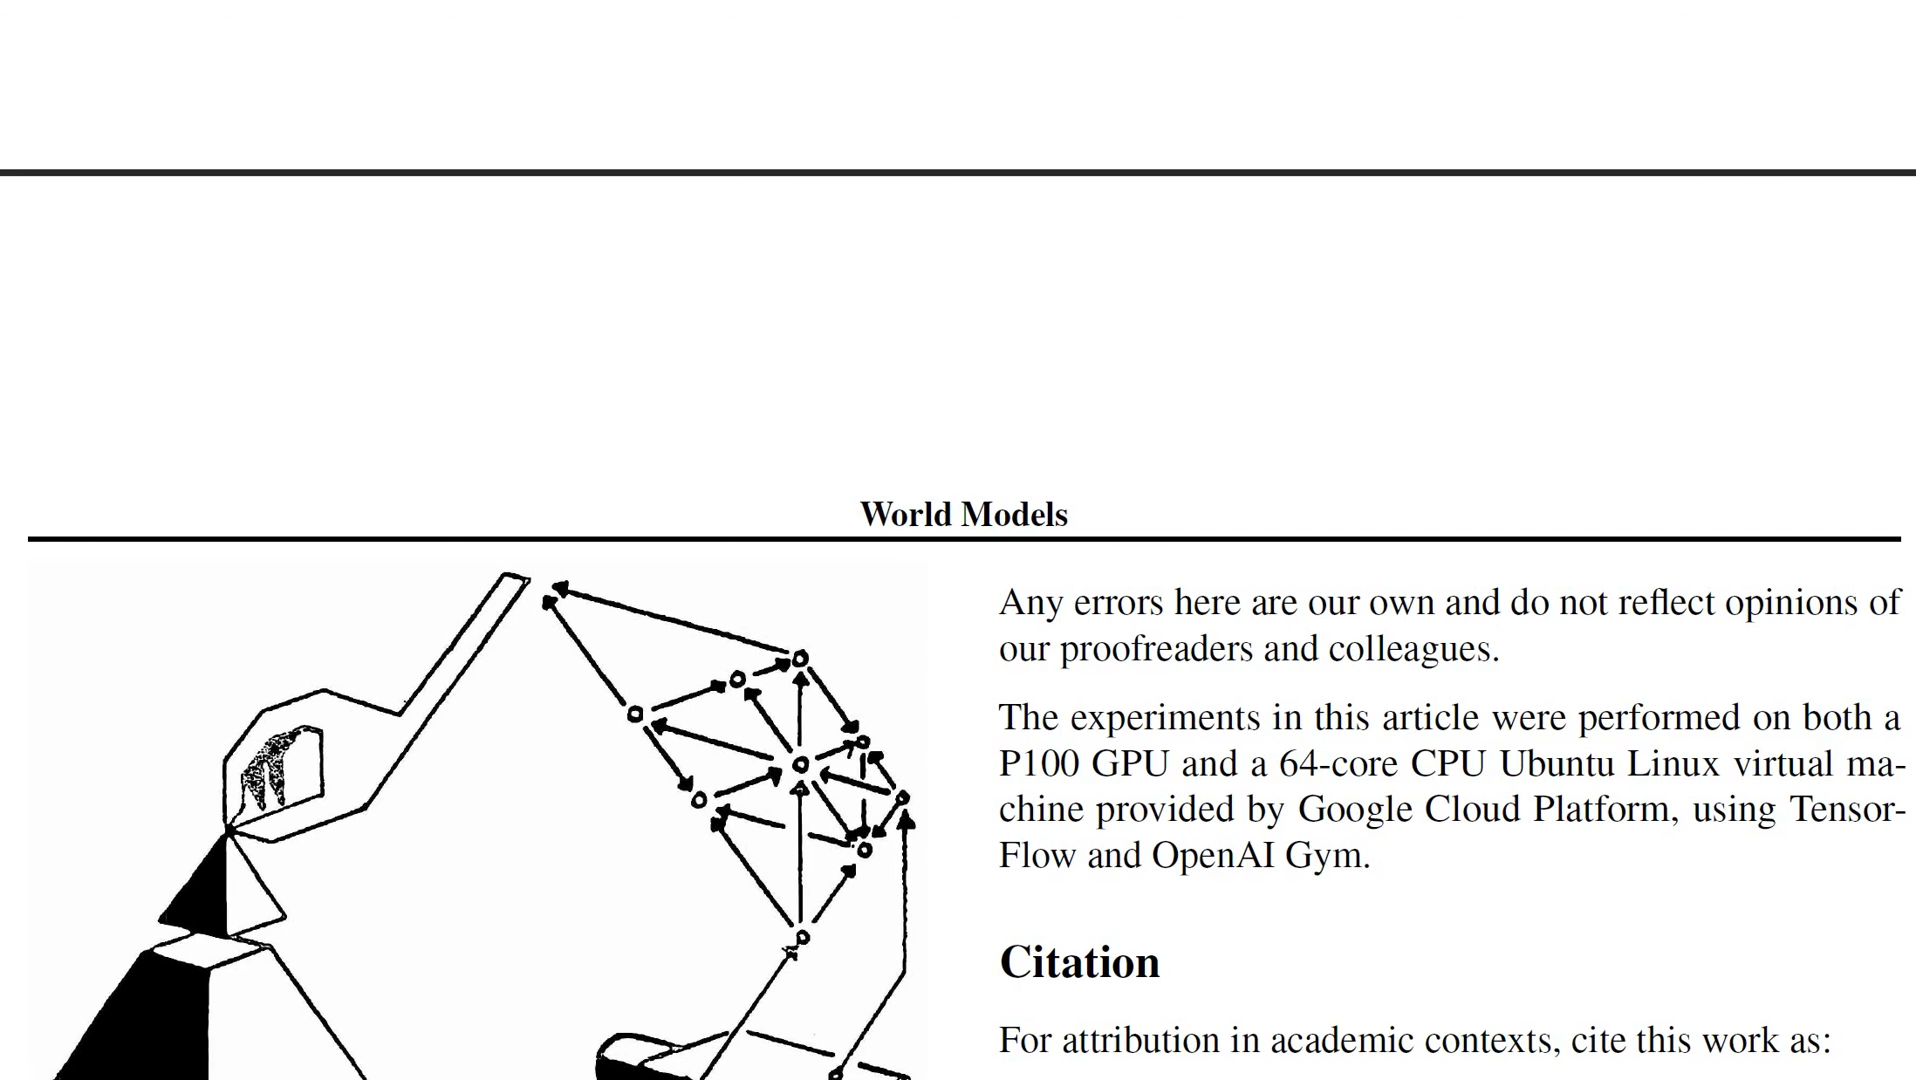 World Models
Any errors here are our own and do not reflect opinions of
our proofreaders and colleagues.
The experiments in this article were performed on both a
P100 GPU and a 64-core CPU Ubuntu Linux virtual ma-
chine provided by Google Cloud Platform, using Tensor-
Flow and OpenAI Gym.
Citation
For attribution in academic contexts, cite this work as: